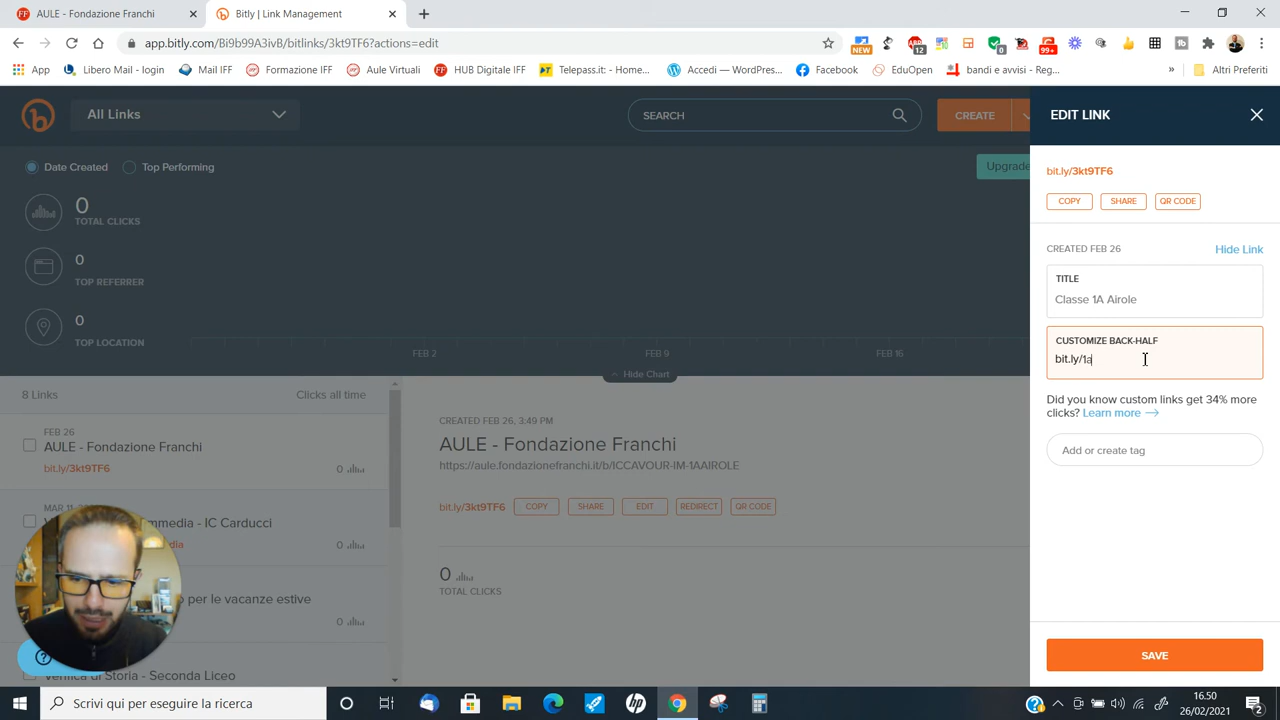 AULE - Fondazione Franchi
Bitly | Link Management
app.bitly.com/Bi9b99A3ivB/bitlinks/3kt9TF6?actions=edit
NEW
12
99+
App
Libero Mail - login
Mail IFF
Formazione IFF
Aule Virtuali
HUB Digitale IFF
Telepass.it: - Home...
Accedi — WordPress...
Facebook
EduOpen
bandi e avvisi - Reg...
»
Altri Preferiti
All Links
SEARCH
CREATE
EDIT LINK
Date Created
Top Performing
Upgrade
bit.ly/3kt9TF6
COPY
SHARE
QR CODE
0
TOTAL CLICKS
0
TOP REFERRER
0
TOP LOCATION
FEB 2
FEB 9
FEB 16
Hide Chart
CREATED FEB 26
Hide Link
TITLE
Classe 1A Airole
CUSTOMIZE BACK-HALF
bit.ly/1a
Did you know custom links get 34% more
clicks? Learn more
Add or create tag
SAVE
8 Links
Clicks all time
FEB 26
AULE - Fondazione Franchi
bit.ly/3kt9TF6
0
MAR 11,
mmedia - IC Carducci
dia
0
per le vacanze estive
0
Verifica di Storia - Seconda Liceo
CREATED FEB 26, 3:49 PM
AULE - Fondazione Franchi
https://aule.fondazionefranchi.it/b/ICCAVOUR-IM-1AAIROLE
bit.ly/3kt9TF6
COPY
SHARE
EDIT
REDIRECT
QR CODE
0
TOTAL CLICKS
Scrivi qui per eseguire la ricerca
16.50
26/02/2021
2